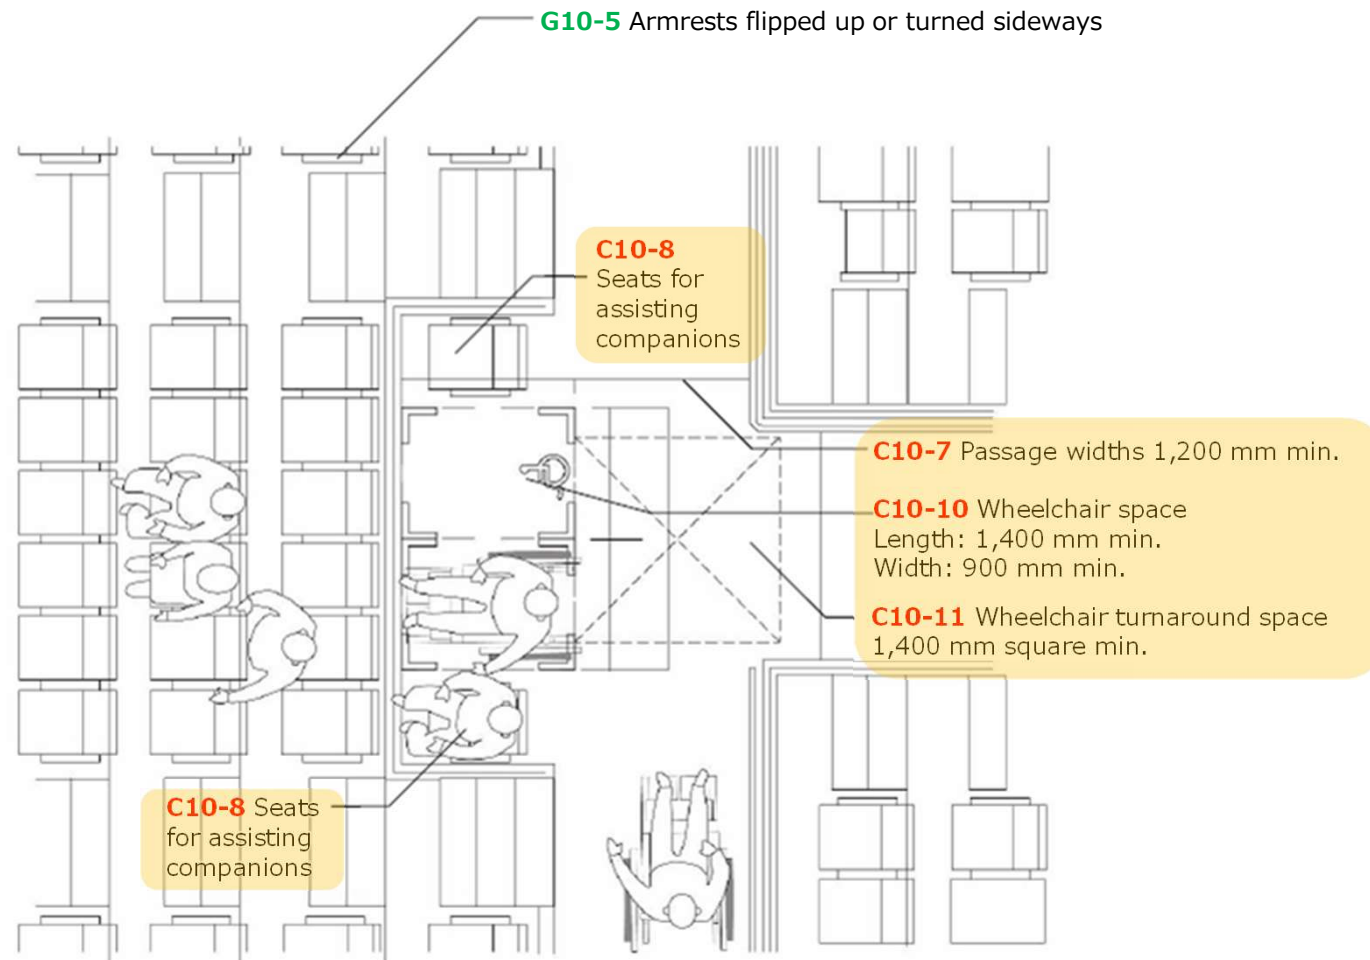 G10-5 Armrests flipped up or turned sideways
C10-8
Seats for
assisting
companions
C10-7 Passage widths 1,200 mm min.
C10-10 Wheelchair space
Length: 1,400 mm min.
Width: 900 mm min.
C10-11 Wheelchair turnaround space
1,400 mm square min.
C10-8 Seats
for assisting
companions